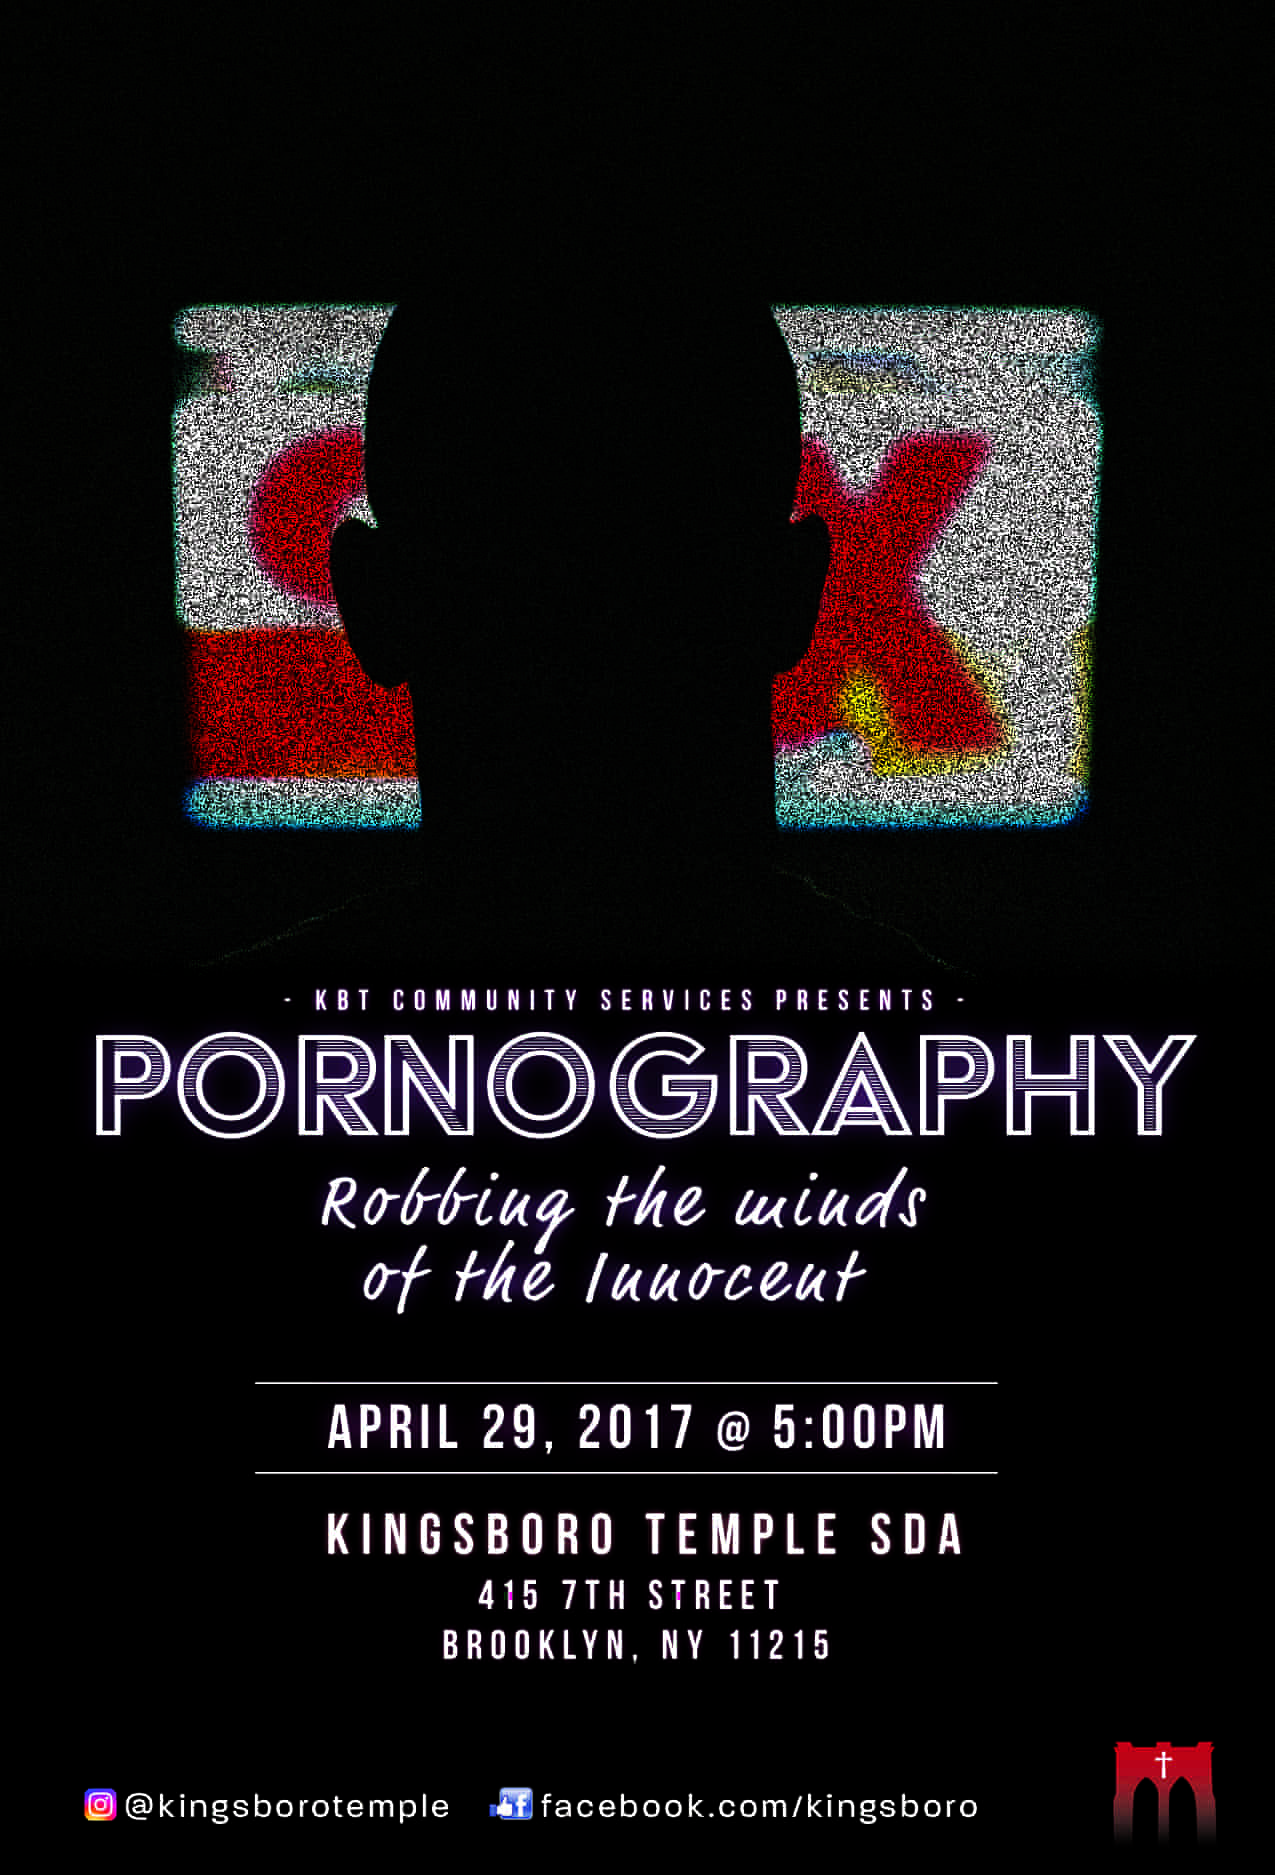 X
- KBT COMMUNITY SERVICES PRESENTS -
PORNOGRAPHY
Robbing the minds
of the Innocent
APRIL 29, 2017 @ 5:00PM
KINGSBORO TEMPLE SDA
415 7TH STREET
BROOKLYN, NY 11215
@kingsborotemple facebook.com/kingsboro